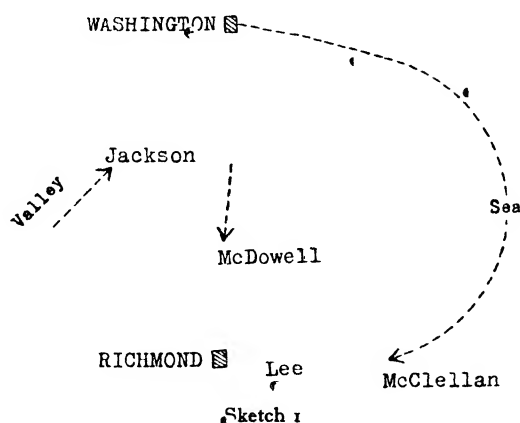 WASHINGTON
Jackson
Valley
Sea
McDowell
RICHMOND
Lee
McClellan
Sketch 1